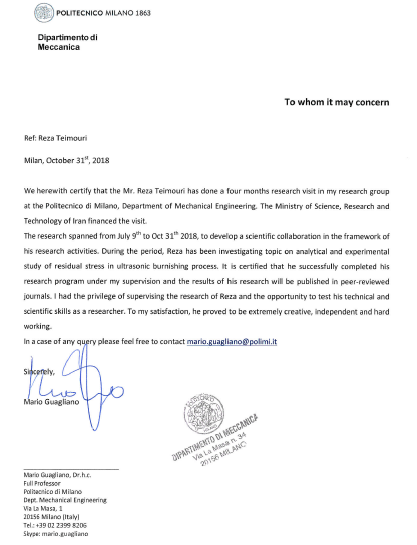 POLITECNICO MILANO 1863
Dipartimento di
Meccanica
To whom it may concern
Ref: Reza Teimouri
Milan, October 31st, 2018
We herewith certify that the Mr. Reza Teimouri has done a four months research visit in my research group
at the Politecnico di Milano, Department of Mechanical Engineering. The Ministry of Science, Research and
Technology of Iran financed the visit.
The research spanned from July 9th to Oct 31th 2018, to develop a scientific collaboration in the framework of
his research activities. During the period, Reza has been investigating topic on analytical and experimental
study of residual stress in ultrasonic burnishing process. It is certified that he successfully completed his
research program under my supervision and the results of his research will be published in peer-reviewed
journals. I had the privilege of supervising the research of Reza and the opportunity to test his technical and
scientific skills as a researcher. To my satisfaction, he proved to be extremely creative, independent and hard
working.
In a case of any query please feel free to contact mario.guagliano@polimi.it
Sincerely,
Mario Guagliano
DIPARTIMENTO DI MECCANICA
Via La Masa n. 34
20156 MILANO
Mario Guagliano, Dr.h.c.
Full Professor
Politecnico di Milano
Dept. Mechanical Engineering
Via La Masa, 1
20156 Milano (Italy)
Tel.: +39 02 2399 8206
Skype: mario.guagliano